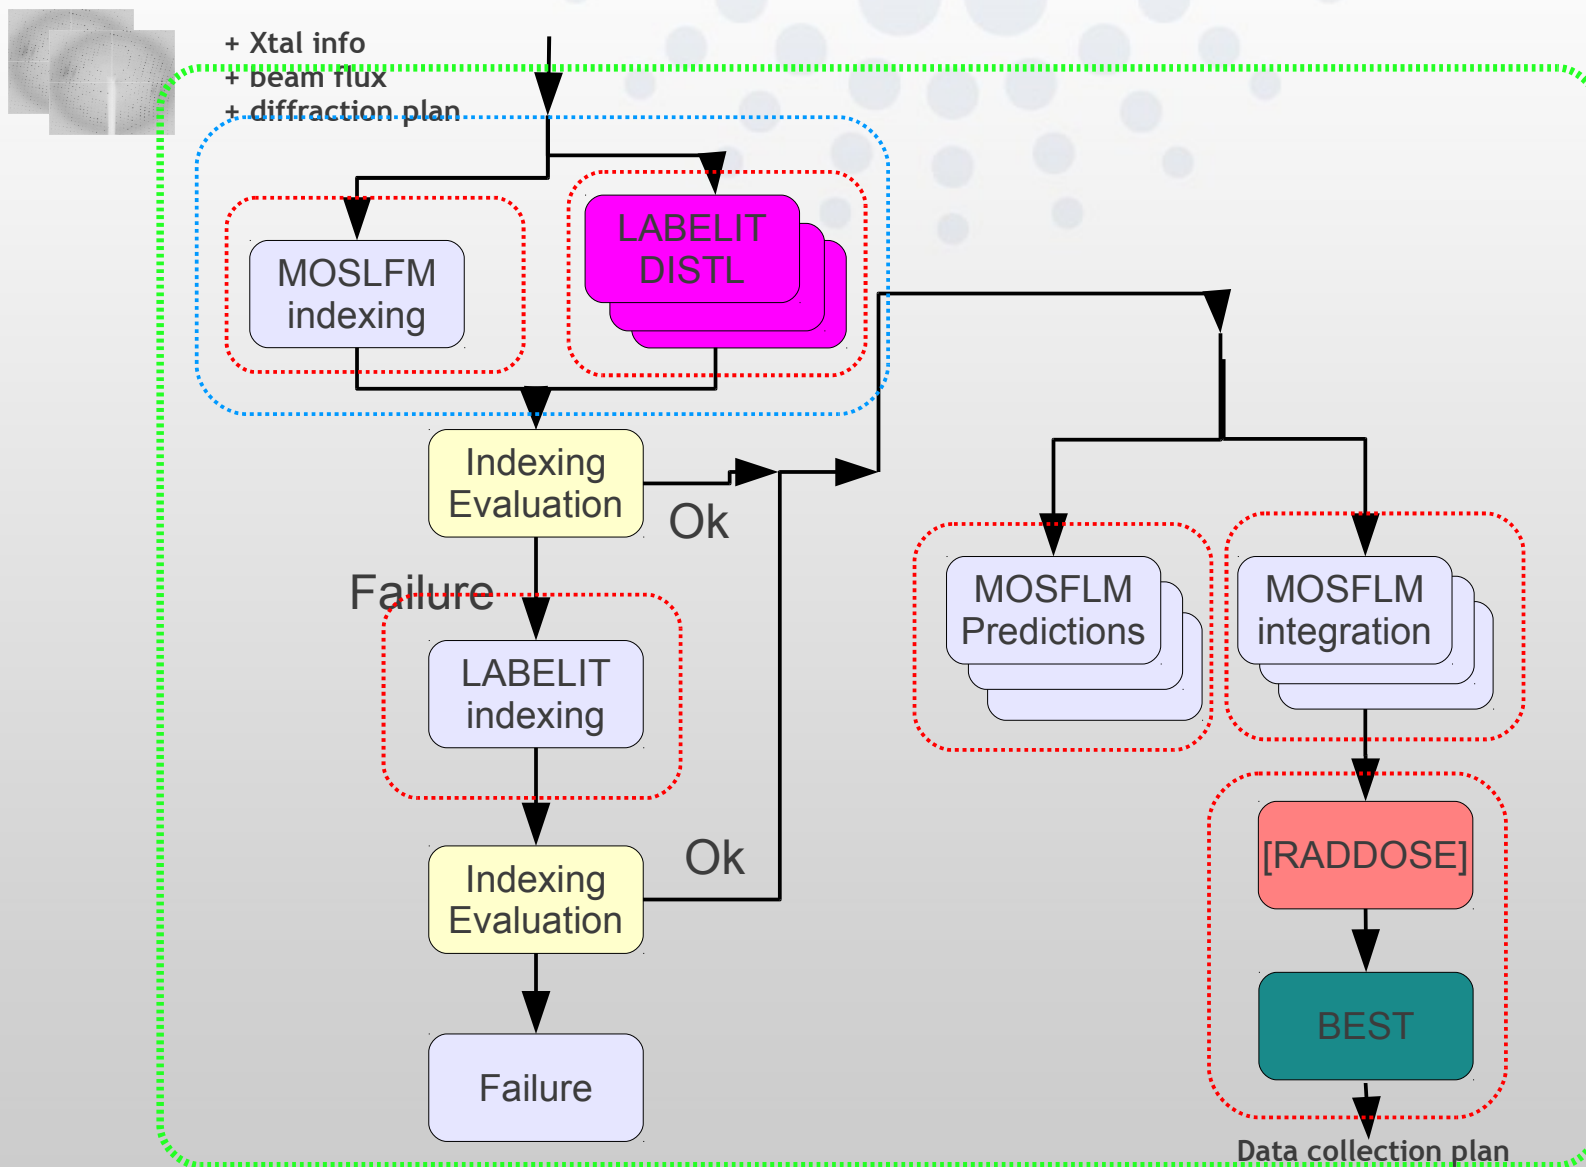 + Xtal info
+ beam flux
+ diffraction plan
LABELIT
DISTL
MOSLFM
indexing
Indexing
Evaluation
Ok
Failure
MOSFLM
Predictions
MOSFLM
integration
LABELIT
indexing
Ok
[RADDOSE]
Indexing
Evaluation
BEST
Failure
Data collection plan